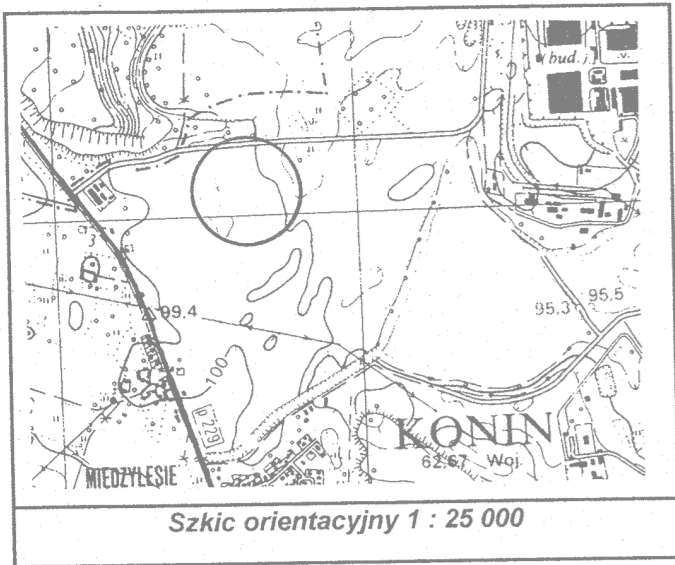 (bud.)
3
99.4
95.3 95,5
100
p 229
KONIN
62.67 Woj.
MIĘDZYLESIE
Szkic orientacyjny 1 : 25 000